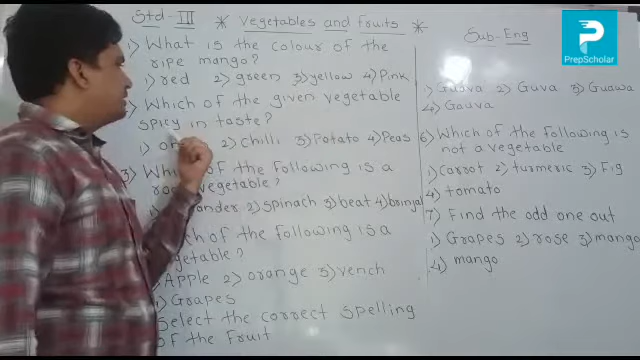 Std-III * Vegetables and Fruits *
Sub-Eng
PrepScholar
1) What is the colour of the
ripe mango?
1) red 2) green 3) yellow 4) Pink
Which of the given vegetable
spicy in taste?
1) 2) chilli 3) Potato 4) Peas
3) Which of the following is a
vegetable?
2) spinach 3) beat 4) brinjal
of the following is a
vegetable?
Apple 2) orange 3) vench
Grapes
Select the correct spelling
of the Fruit
1) Guava 2) Guva 3) Guawa
4) Gauva
6) Which of the following is
not a vegetable
1) Carrot 2) turmeric 3) Fig
4) tomato
7) Find the odd one out
1) Grapes 2) rose 3) mango
4) mango